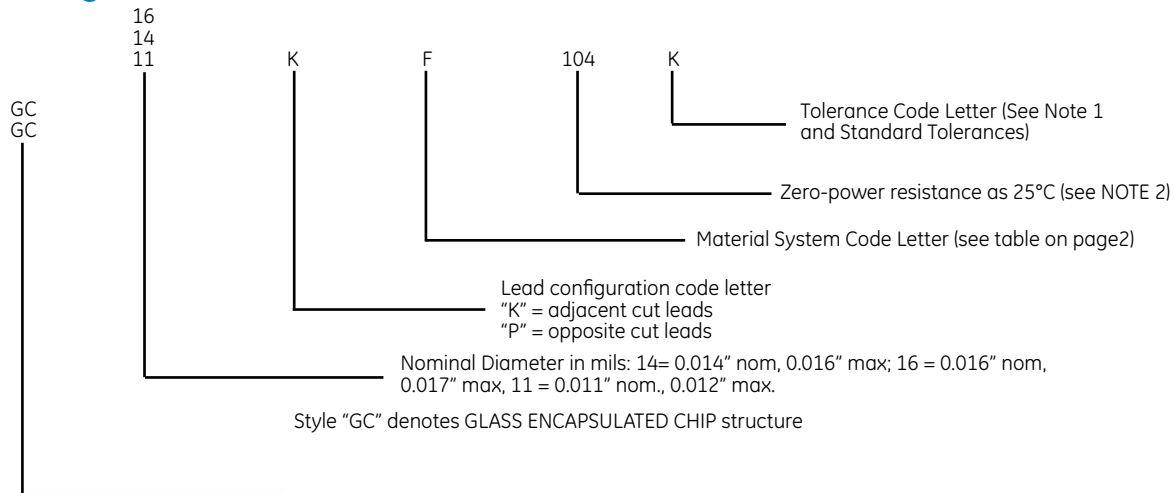 16
14
11 K F 104 K
GC
GC
Tolerance Code Letter (See Note 1
and Standard Tolerances)
Zero-power resistance as 25°C (see NOTE 2)
Material System Code Letter (see table on page2)
Lead configuration code letter
“K” = adjacent cut leads
“P” = opposite cut leads
Nominal Diameter in mils: 14= 0.014” nom, 0.016” max; 16 = 0.016” nom,
0.017” max, 11 = 0.011” nom., 0.012” max.
Style “GC” denotes GLASS ENCAPSULATED CHIP structure